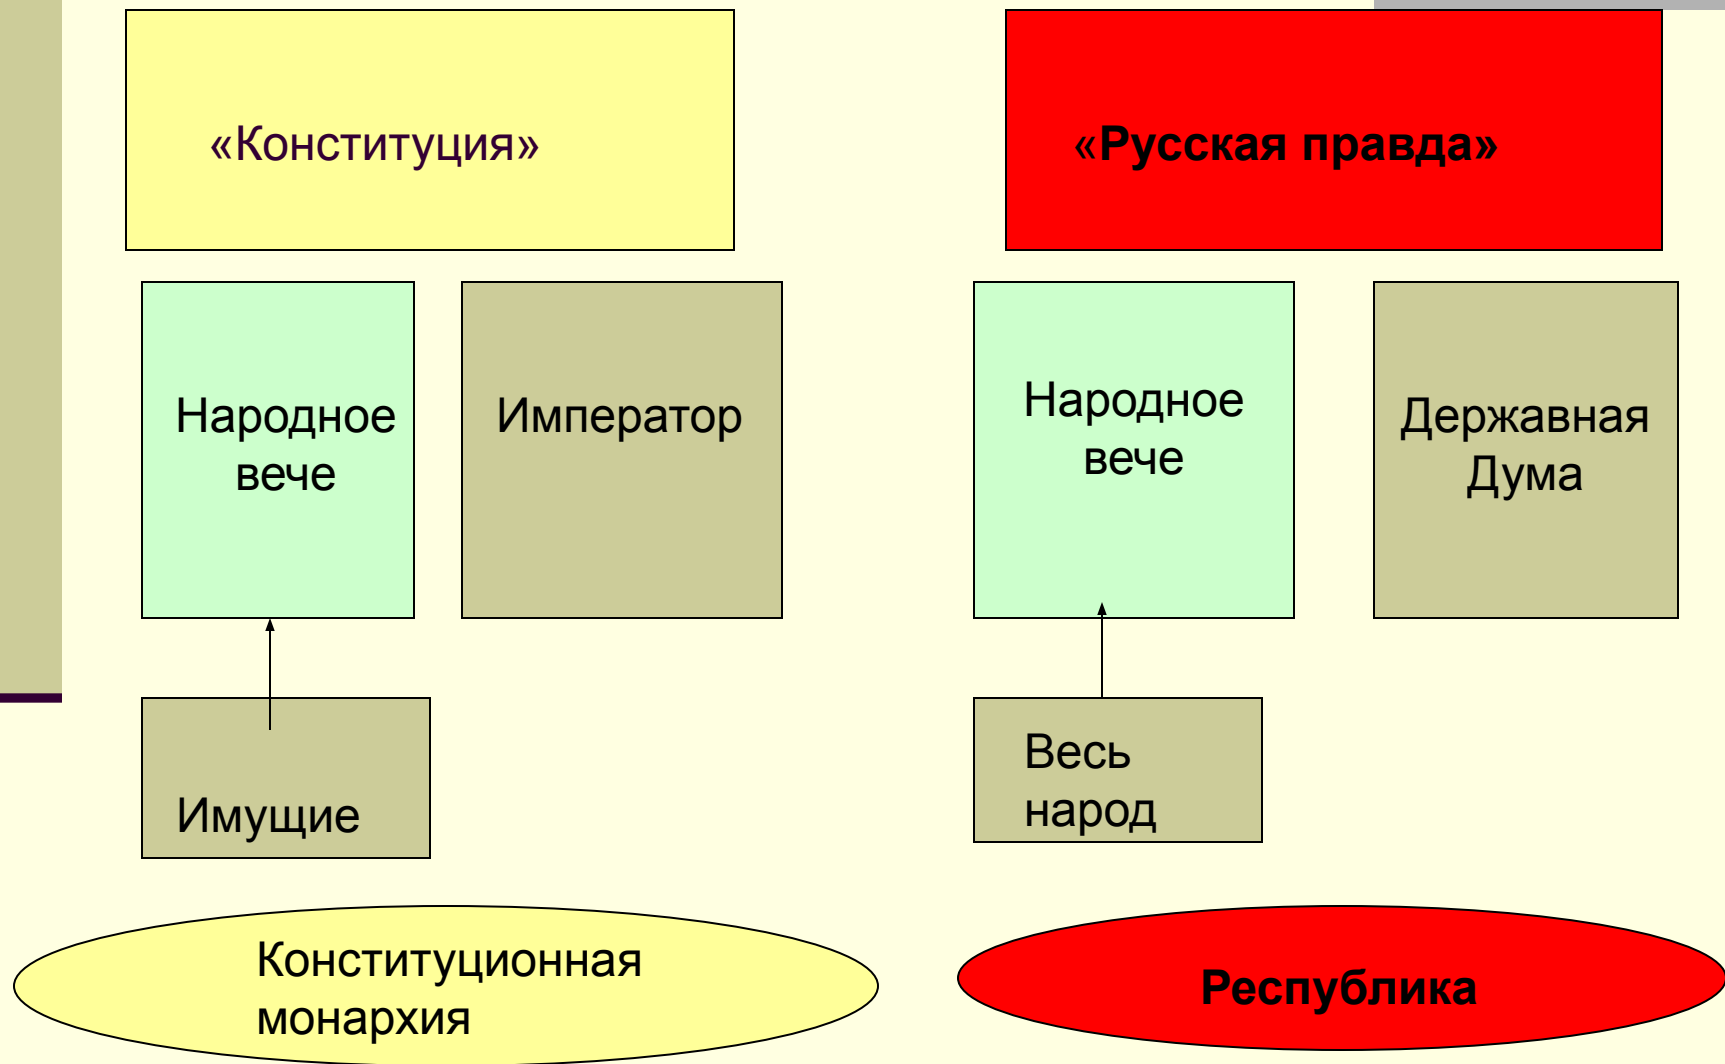 «Конституция»
«Русская правда»
Народное
вече
Император
Народное
вече
Державная
Дума
Имущие
Весь
народ
Конституционная
монархия
Республика